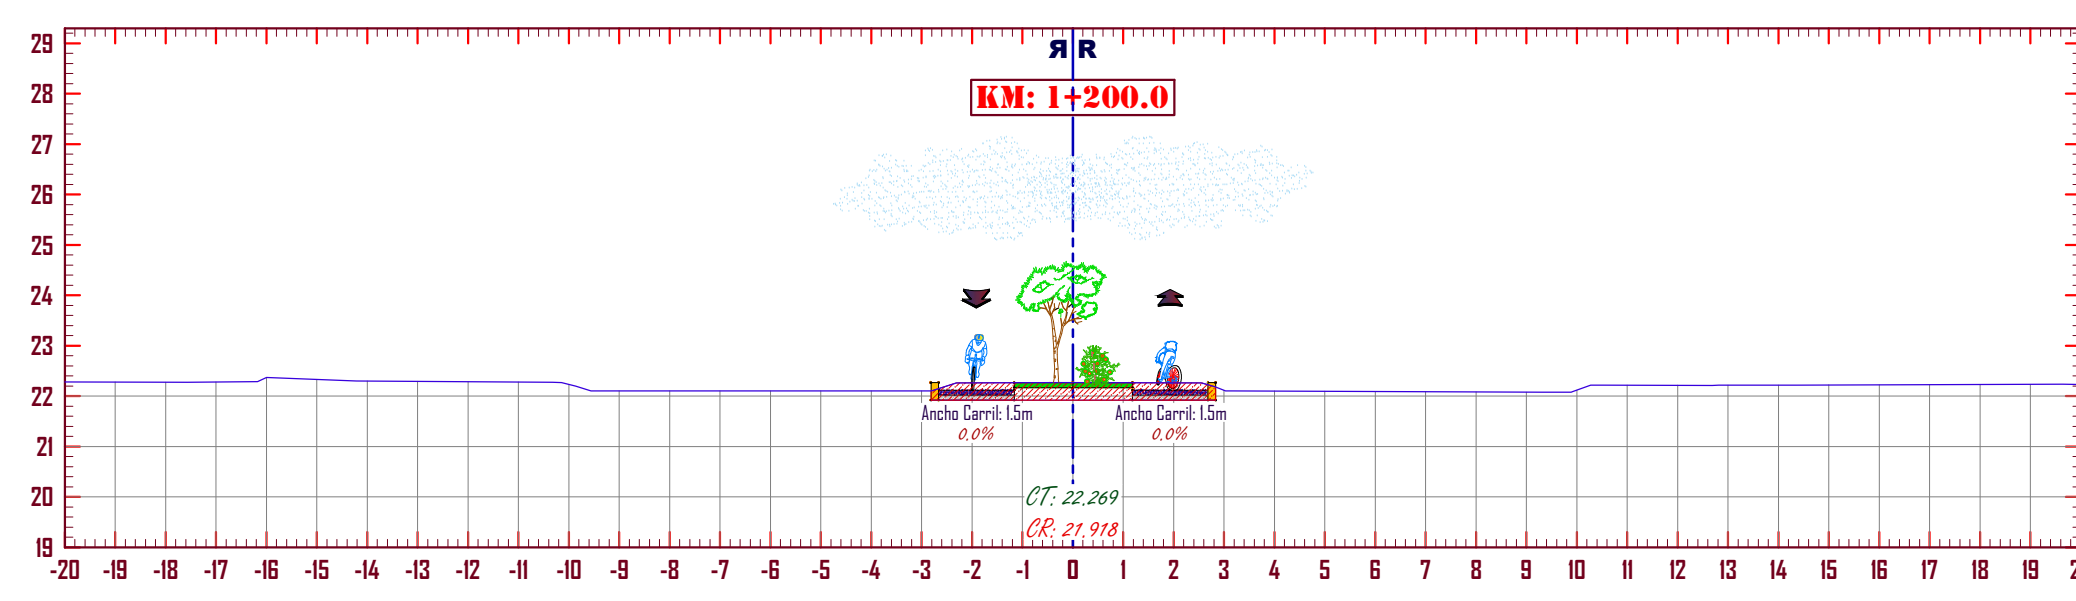 ЯR
KM: 1+200.0
29
28
27
26
25
24
23
22
21
20
19
Ancho Carril: 1.5m
0.0%
Ancho Carril: 1.5m
0.0%
CT: 22.269
CR: 21.918
-20 -19 -18 -17 -16 -15 -14 -13 -12 -11 -10 -9 -8 -7 -6 -5 -4 -3 -2 -1 0 1 2 3 4 5 6 7 8 9 10 11 12 13 14 15 16 17 18 19